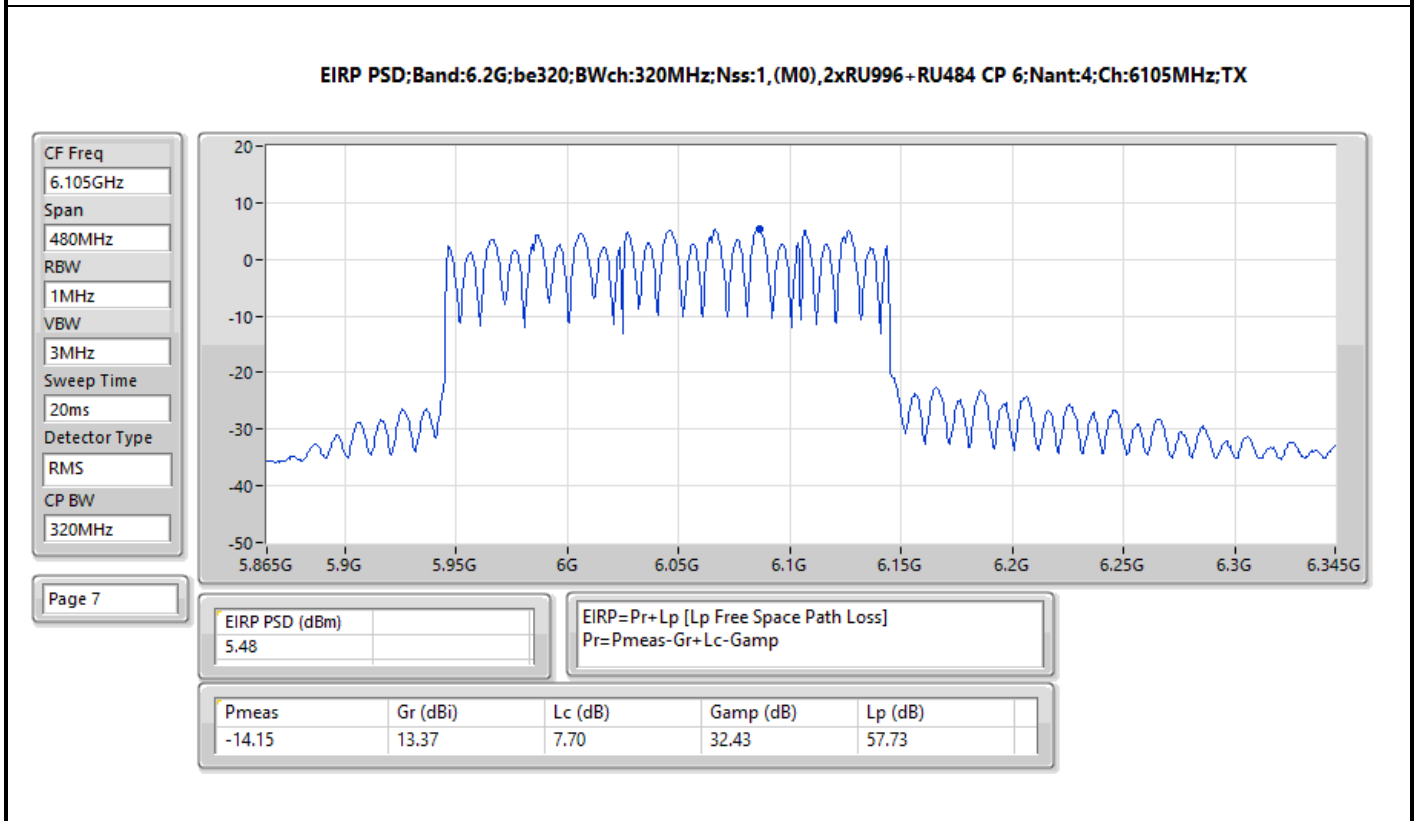 EIRP PSD;Band:6.2G;be320;BWch:320MHz;Nss:1,(M0),2xRU996+RU484 CP 6;Nant:4;Ch:6105MHz;TX
CF Freq
6.105GHz
Span
480MHz
RBW
1MHz
VBW
3MHz
Sweep Time
20ms
Detector Type
RMS
CP BW
320MHz
Page 7
20
10
0
-10
-20
-30
-40
-50
5.865G 5.9G 5.95G 6G 6.05G 6.1G 6.15G 6.2G 6.25G 6.3G 6.345G
EIRP PSD (dBm)
5.48
EIRP=Pr+Lp [Lp Free Space Path Loss]
Pr=Pmeas-Gr+Lc-Gamp
Pmeas Gr (dBi) Lc (dB) Gamp (dB) Lp (dB)
-14.15 13.37 7.70 32.43 57.73